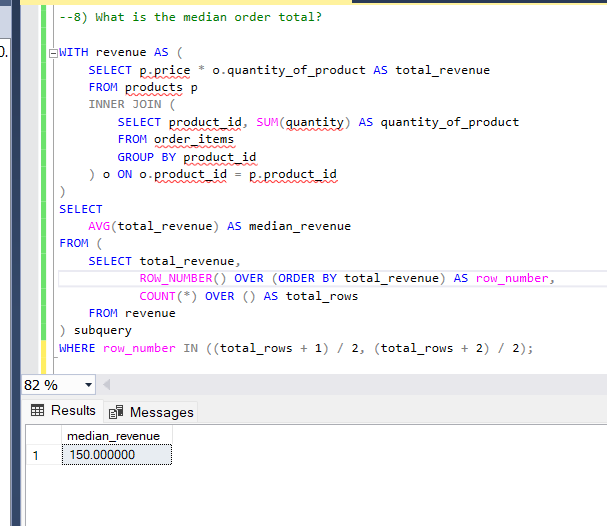 --8) What is the median order total?
0.
WITH revenue AS (
SELECT p.price * o.quantity_of_product AS total_revenue
FROM products p
INNER JOIN (
SELECT product_id, SUM(quantity) AS quantity_of_product
FROM order_items
GROUP BY product_id
) o ON o.product_id = p.product_id
)
SELECT
AVG(total_revenue) AS median_revenue
FROM (
SELECT total_revenue,
ROW_NUMBER() OVER (ORDER BY total_revenue) AS row_number,
COUNT(*) OVER () AS total_rows
FROM revenue
) subquery
WHERE row_number IN ((total_rows + 1) / 2, (total_rows + 2) / 2);
82 %
Results Messages
median_revenue
1 150.000000